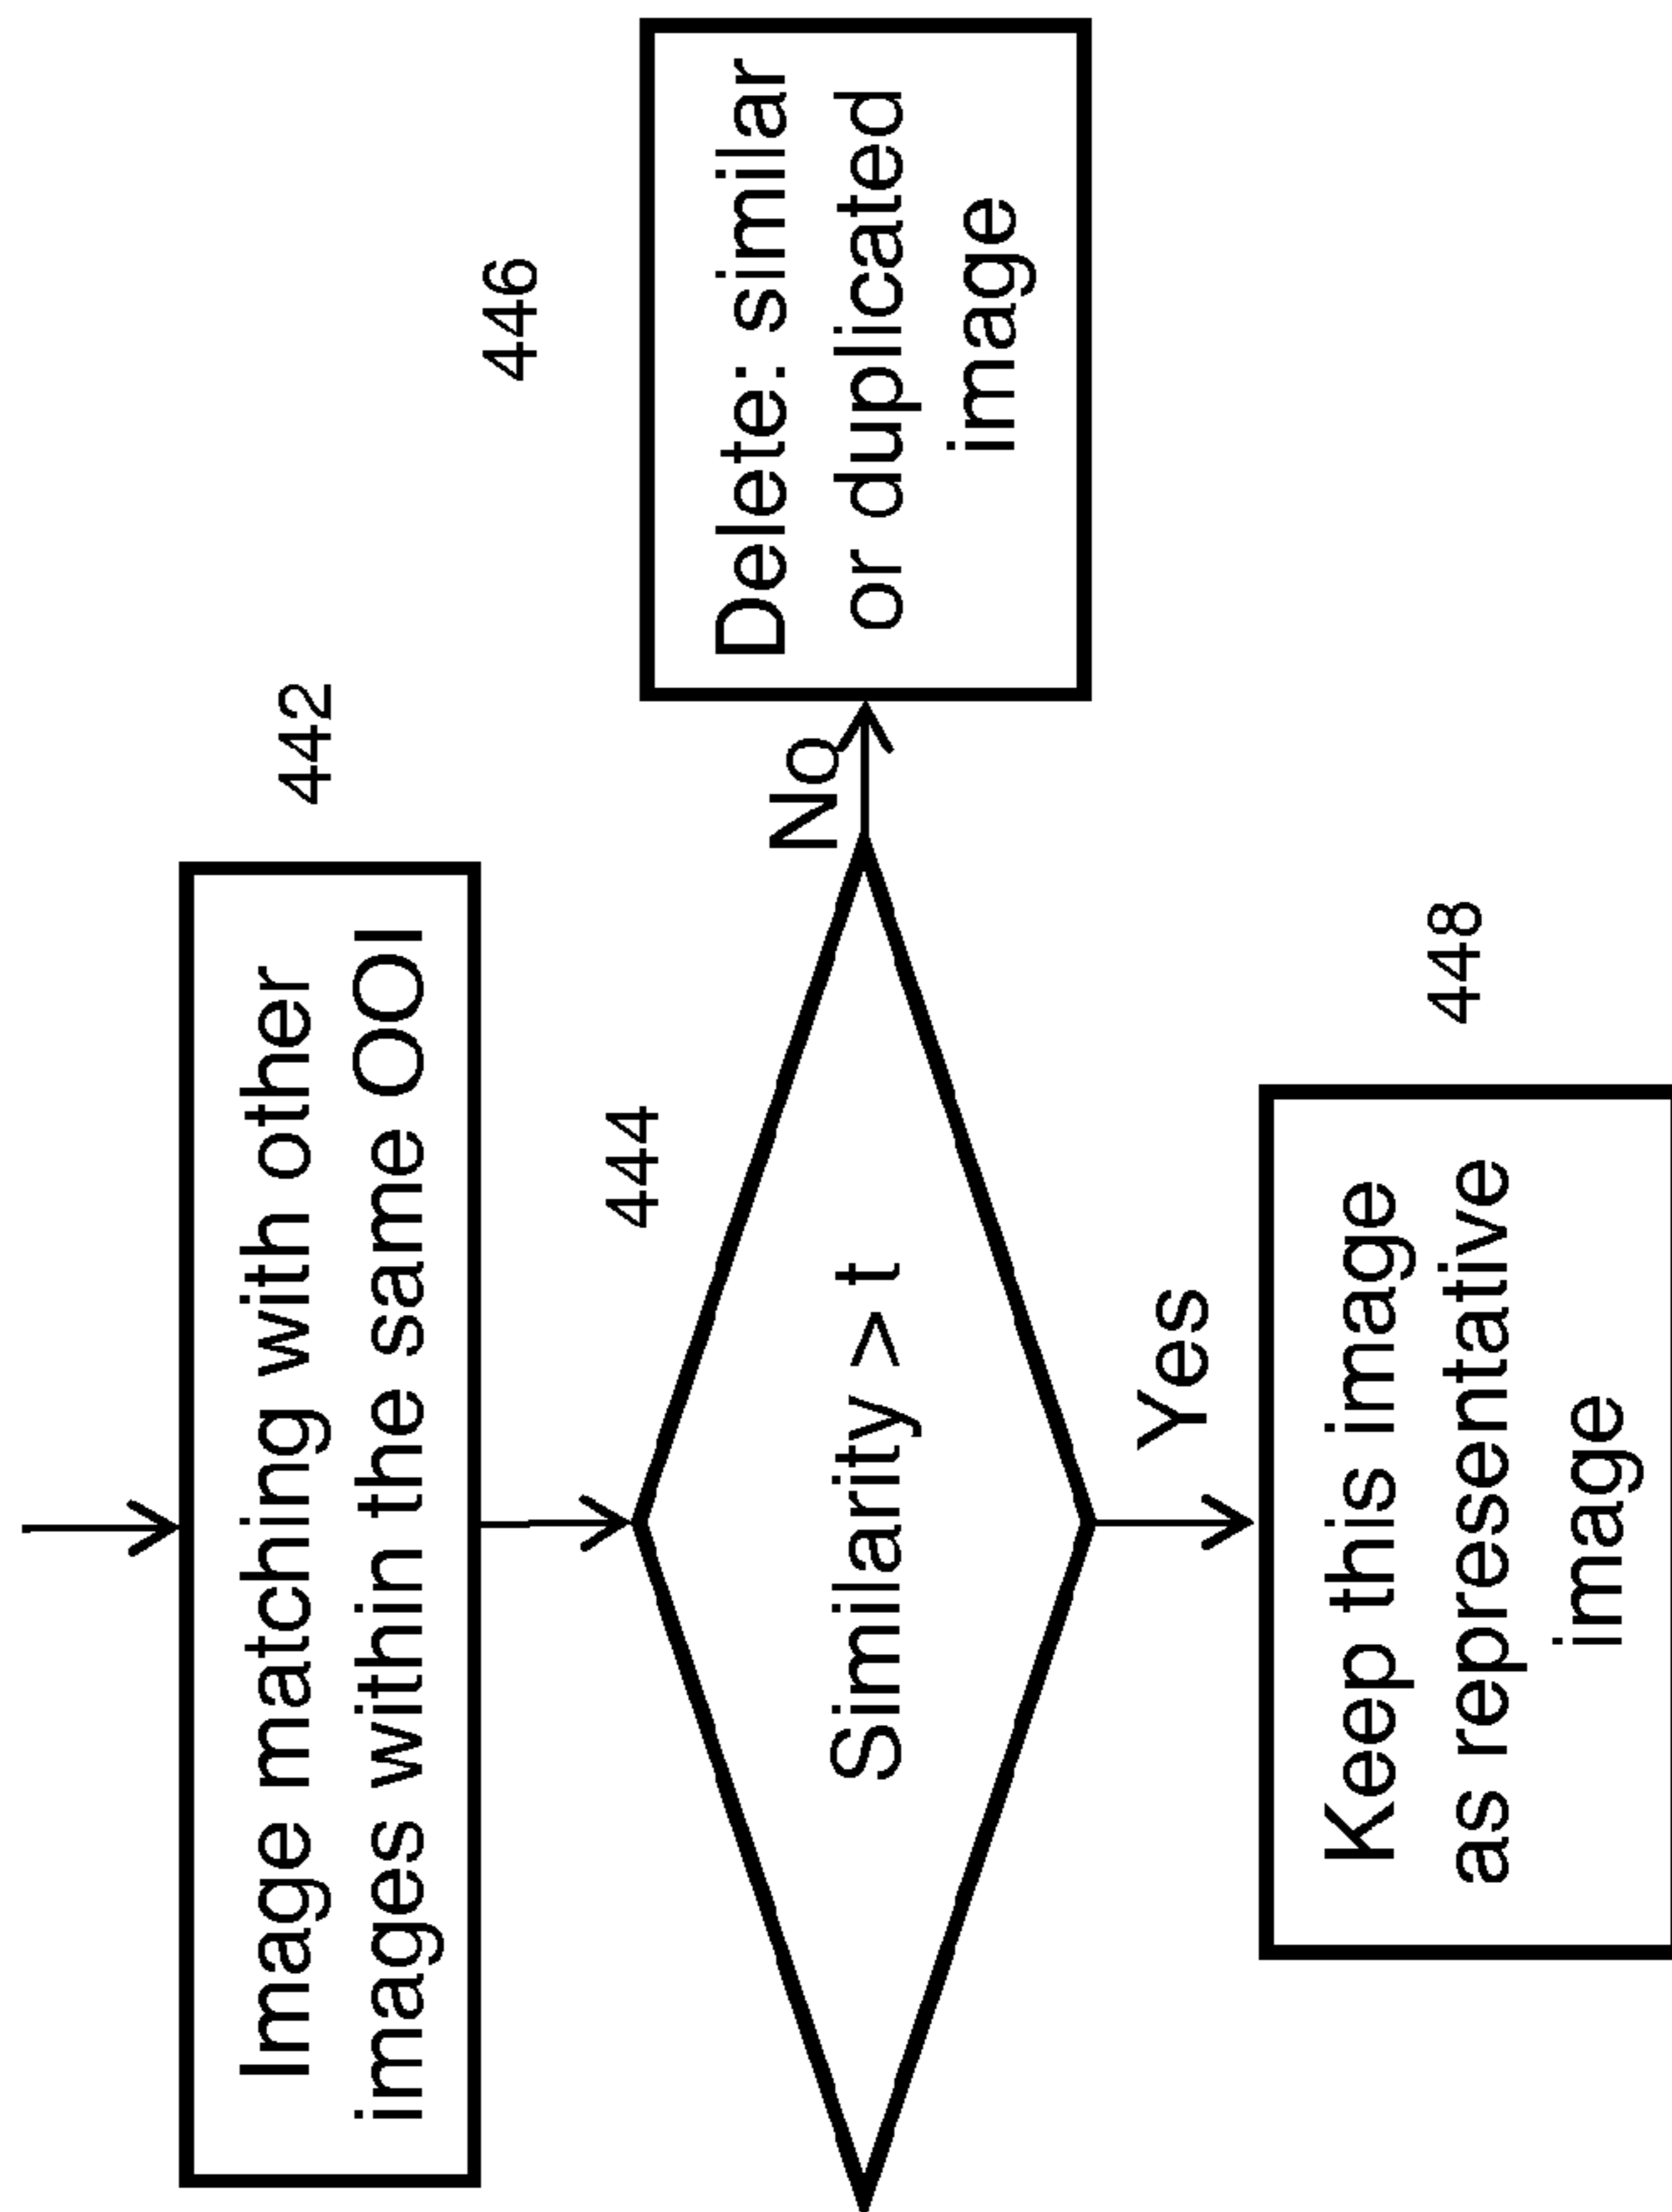 442
Image matching with other
images within the same OOI
444
Similarity > t
No
446
Delete: similar
or duplicated
image
Yes
448
Keep this image
as representative
image